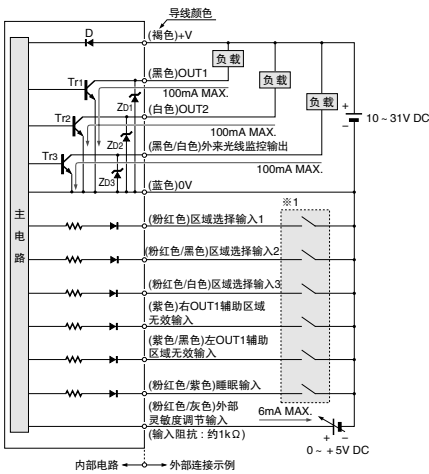 导线颜色
D
(褐色)+V
负 载
(黑色)OUT1
Tr1
100mA MAX.
负 载
ZD1
(白色)OUT2
Tr2
100mA MAX.
负 载
+
10～31V DC
−
ZD2
(黑色/白色)外来光线监控输出
Tr3
100mA MAX.
ZD3
(蓝色)0V
主电路
※1
(粉红色)区域选择输入1
(粉红色/黑色)区域选择输入2
(粉红色/白色)区域选择输入3
(紫色)右OUT1辅助区域
无效输入
(紫色/黑色)左OUT1辅助
区域无效输入
(粉红色/紫色)睡眠输入
(粉红色/灰色)外部
灵敏度调节输入
(输入阻抗 : 约1kΩ)
6mA MAX.
+ −
0～＋5V DC
内部电路
外部连接示例